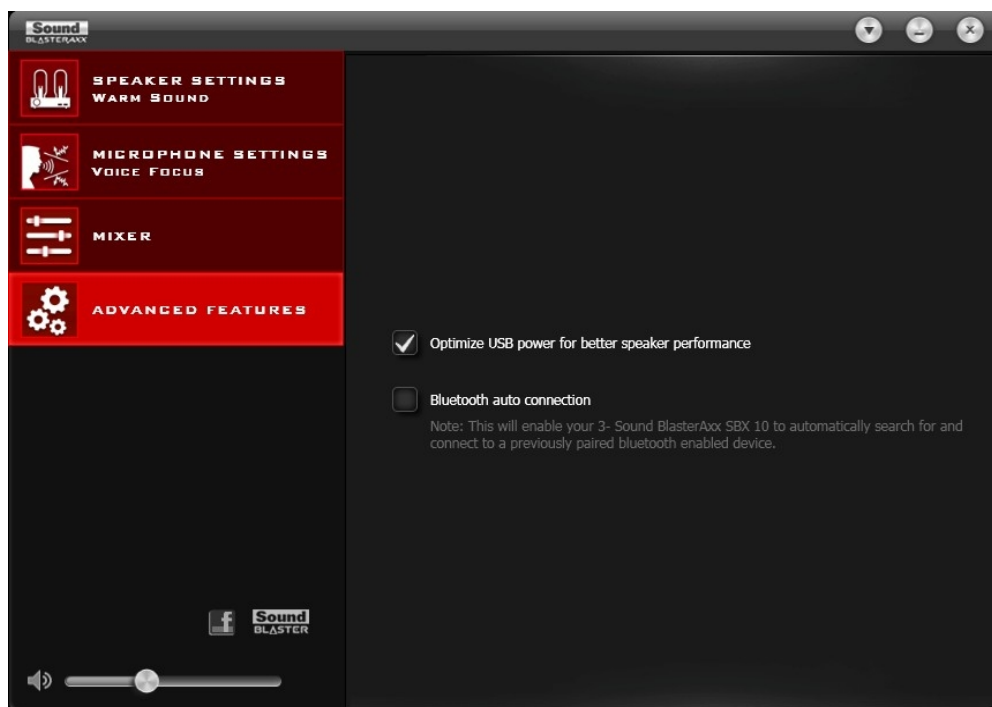 Sound
BLASTERAXX
SPEAKER SETTINGS
WARM SOUND
MICROPHONE SETTINGS
VOICE FOCUS
MIXER
ADVANCED FEATURES
Optimize USB power for better speaker performance
Bluetooth auto connection
Note: This will enable your 3- Sound BlasterAxx SBX 10 to automatically search for and
connect to a previously paired bluetooth enabled device.
f
Sound
BLASTER